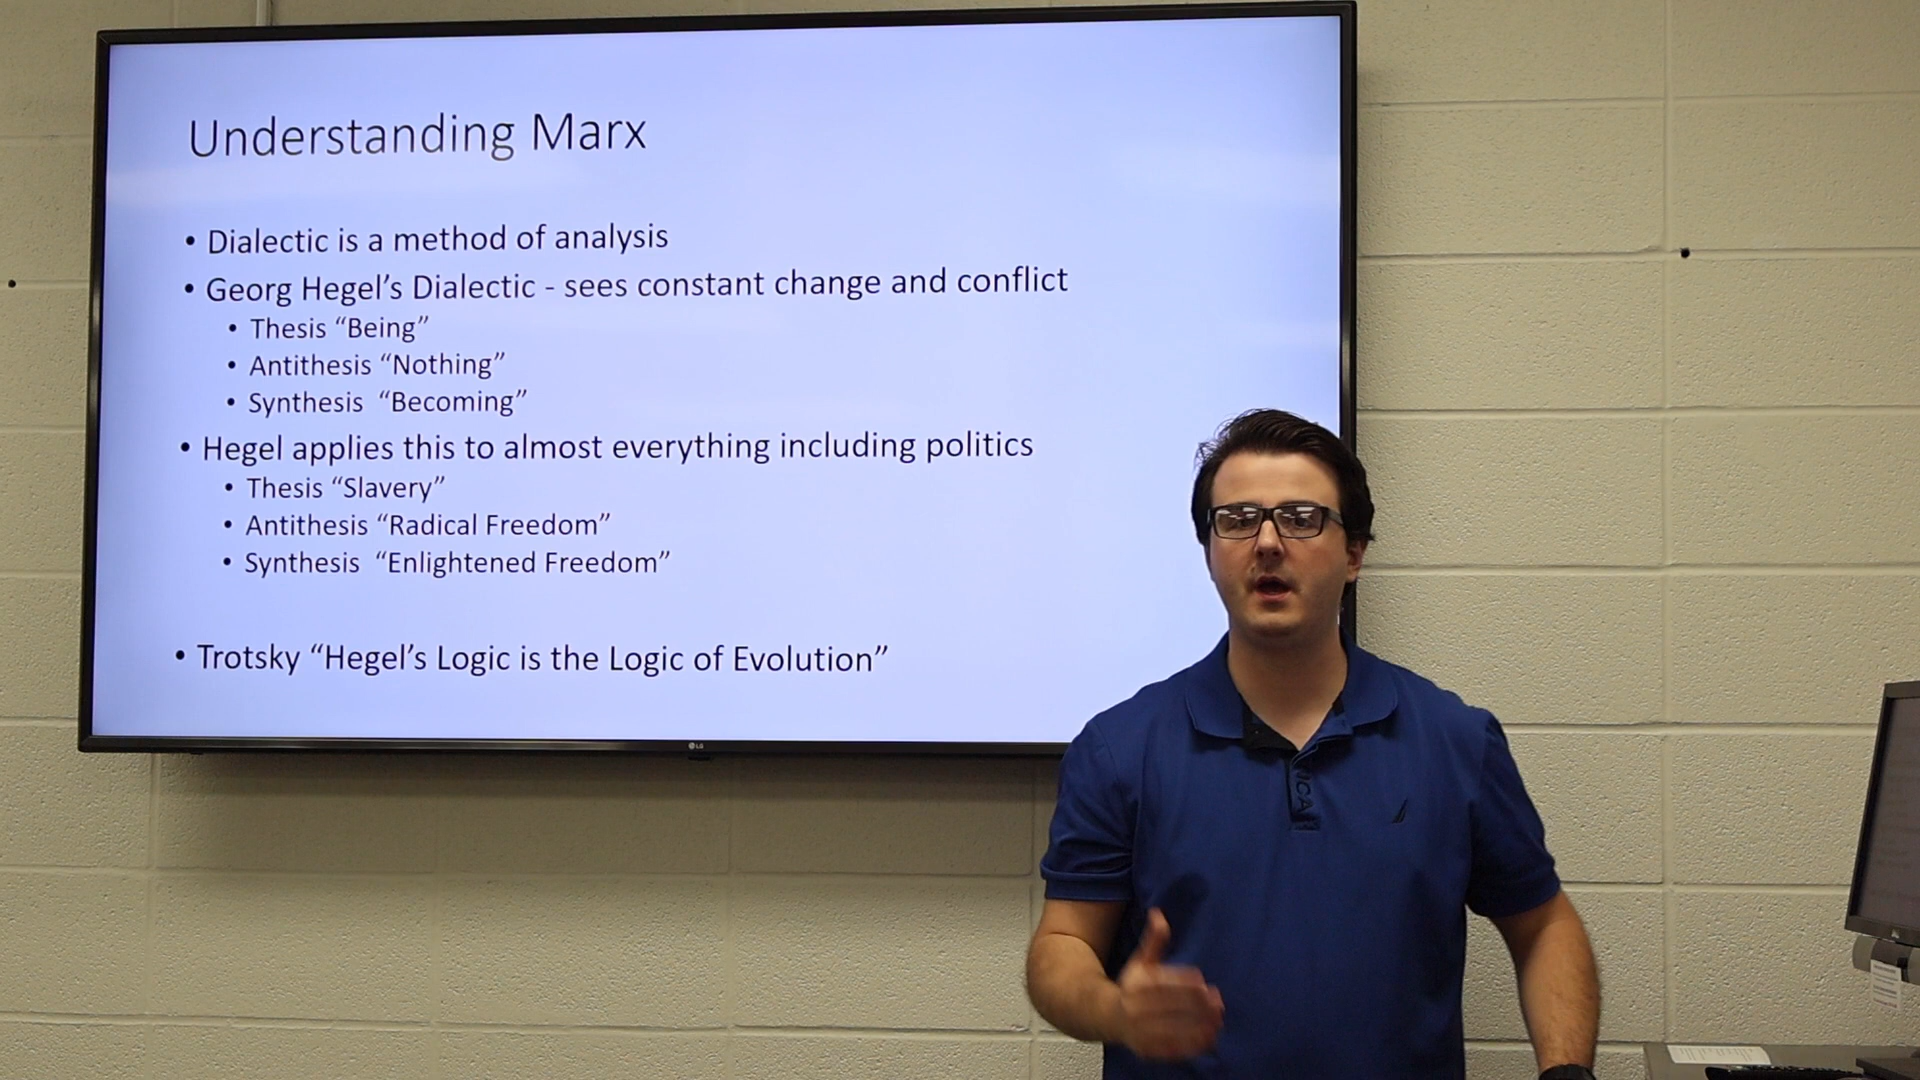 Understanding Marx
• Dialectic is a method of analysis
• Georg Hegel’s Dialectic - sees constant change and conflict
• Thesis “Being”
• Antithesis “Nothing”
• Synthesis “Becoming”
• Hegel applies this to almost everything including politics
• Thesis “Slavery”
• Antithesis “Radical Freedom”
• Synthesis “Enlightened Freedom”
• Trotsky “Hegel’s Logic is the Logic of Evolution”
LG